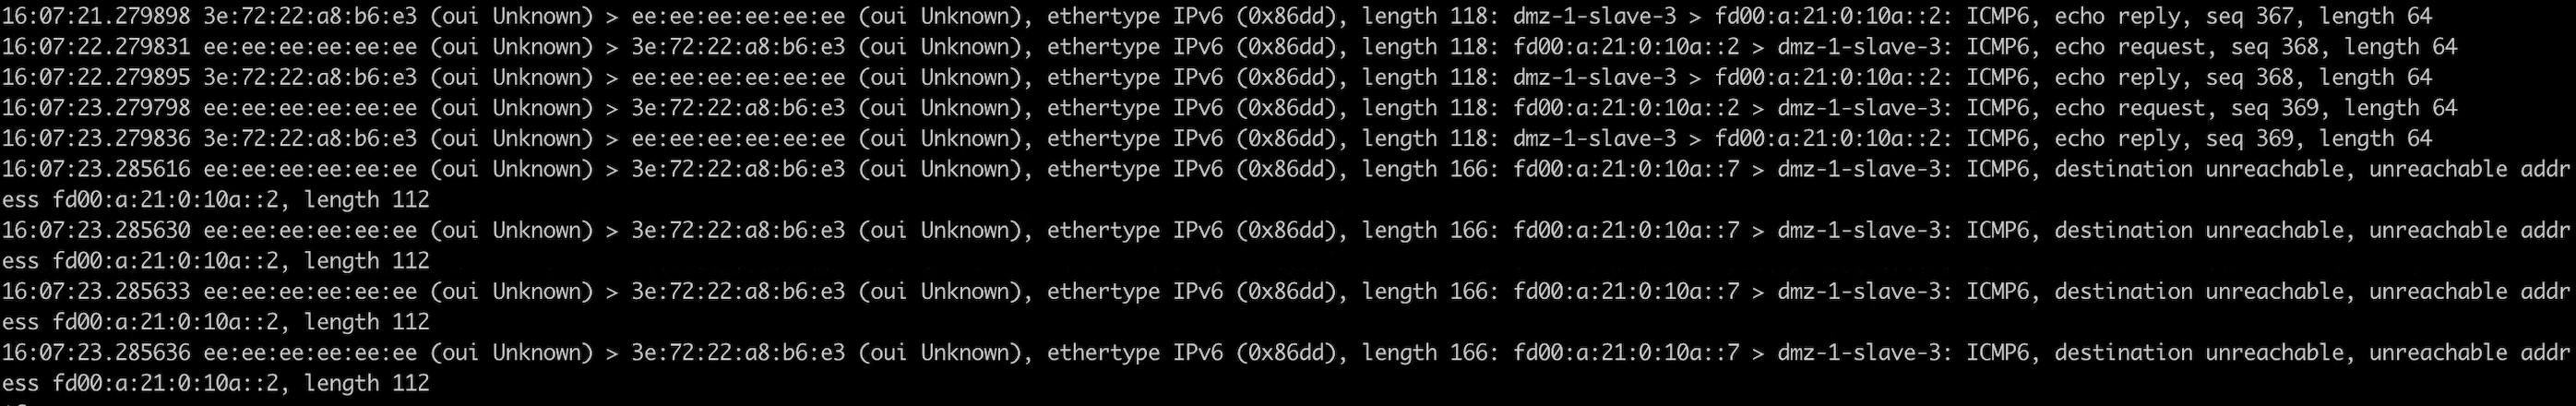 16:07:21.279898 3e:72:22:a8:b6:e3 (oui Unknown) > ee:ee:ee:ee:ee:ee (oui Unknown), ethertype IPv6 (0x86dd), length 118: dmz-1-slave-3 > fd00:a:21:0:10a::2: ICMP6, echo reply, seq 367, length 64
16:07:22.279831 ee:ee:ee:ee:ee:ee (oui Unknown) > 3e:72:22:a8:b6:e3 (oui Unknown), ethertype IPv6 (0x86dd), length 118: fd00:a:21:0:10a::2 > dmz-1-slave-3: ICMP6, echo request, seq 368, length 64
16:07:22.279895 3e:72:22:a8:b6:e3 (oui Unknown) > ee:ee:ee:ee:ee:ee (oui Unknown), ethertype IPv6 (0x86dd), length 118: dmz-1-slave-3 > fd00:a:21:0:10a::2: ICMP6, echo reply, seq 368, length 64
16:07:23.279798 ee:ee:ee:ee:ee:ee (oui Unknown) > 3e:72:22:a8:b6:e3 (oui Unknown), ethertype IPv6 (0x86dd), length 118: fd00:a:21:0:10a::2 > dmz-1-slave-3: ICMP6, echo request, seq 369, length 64
16:07:23.279836 3e:72:22:a8:b6:e3 (oui Unknown) > ee:ee:ee:ee:ee:ee (oui Unknown), ethertype IPv6 (0x86dd), length 118: dmz-1-slave-3 > fd00:a:21:0:10a::2: ICMP6, echo reply, seq 369, length 64
16:07:23.285616 ee:ee:ee:ee:ee:ee (oui Unknown) > 3e:72:22:a8:b6:e3 (oui Unknown), ethertype IPv6 (0x86dd), length 166: fd00:a:21:0:10a::7 > dmz-1-slave-3: ICMP6, destination unreachable, unreachable addr
ess fd00:a:21:0:10a::2, length 112
16:07:23.285630 ee:ee:ee:ee:ee:ee (oui Unknown) > 3e:72:22:a8:b6:e3 (oui Unknown), ethertype IPv6 (0x86dd), length 166: fd00:a:21:0:10a::7 > dmz-1-slave-3: ICMP6, destination unreachable, unreachable addr
ess fd00:a:21:0:10a::2, length 112
16:07:23.285633 ee:ee:ee:ee:ee:ee (oui Unknown) > 3e:72:22:a8:b6:e3 (oui Unknown), ethertype IPv6 (0x86dd), length 166: fd00:a:21:0:10a::7 > dmz-1-slave-3: ICMP6, destination unreachable, unreachable addr
ess fd00:a:21:0:10a::2, length 112
16:07:23.285636 ee:ee:ee:ee:ee:ee (oui Unknown) > 3e:72:22:a8:b6:e3 (oui Unknown), ethertype IPv6 (0x86dd), length 166: fd00:a:21:0:10a::7 > dmz-1-slave-3: ICMP6, destination unreachable, unreachable addr
ess fd00:a:21:0:10a::2, length 112